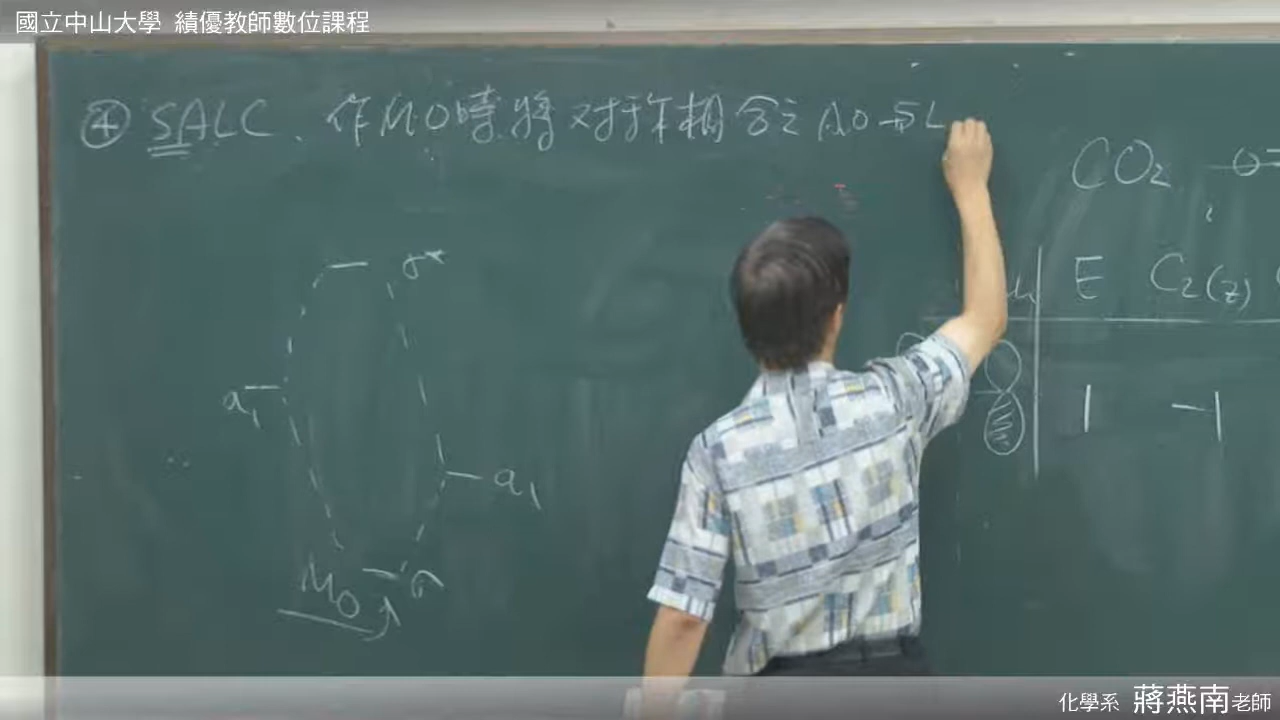 國立中山大學 績優教師數位課程
④ SALC、作MO時將对称相合之AO与L
CO₂ O=
E C₂(z)
1 -1
σ*
a₁
a₁
MO σ
化學系 蔣燕南老師